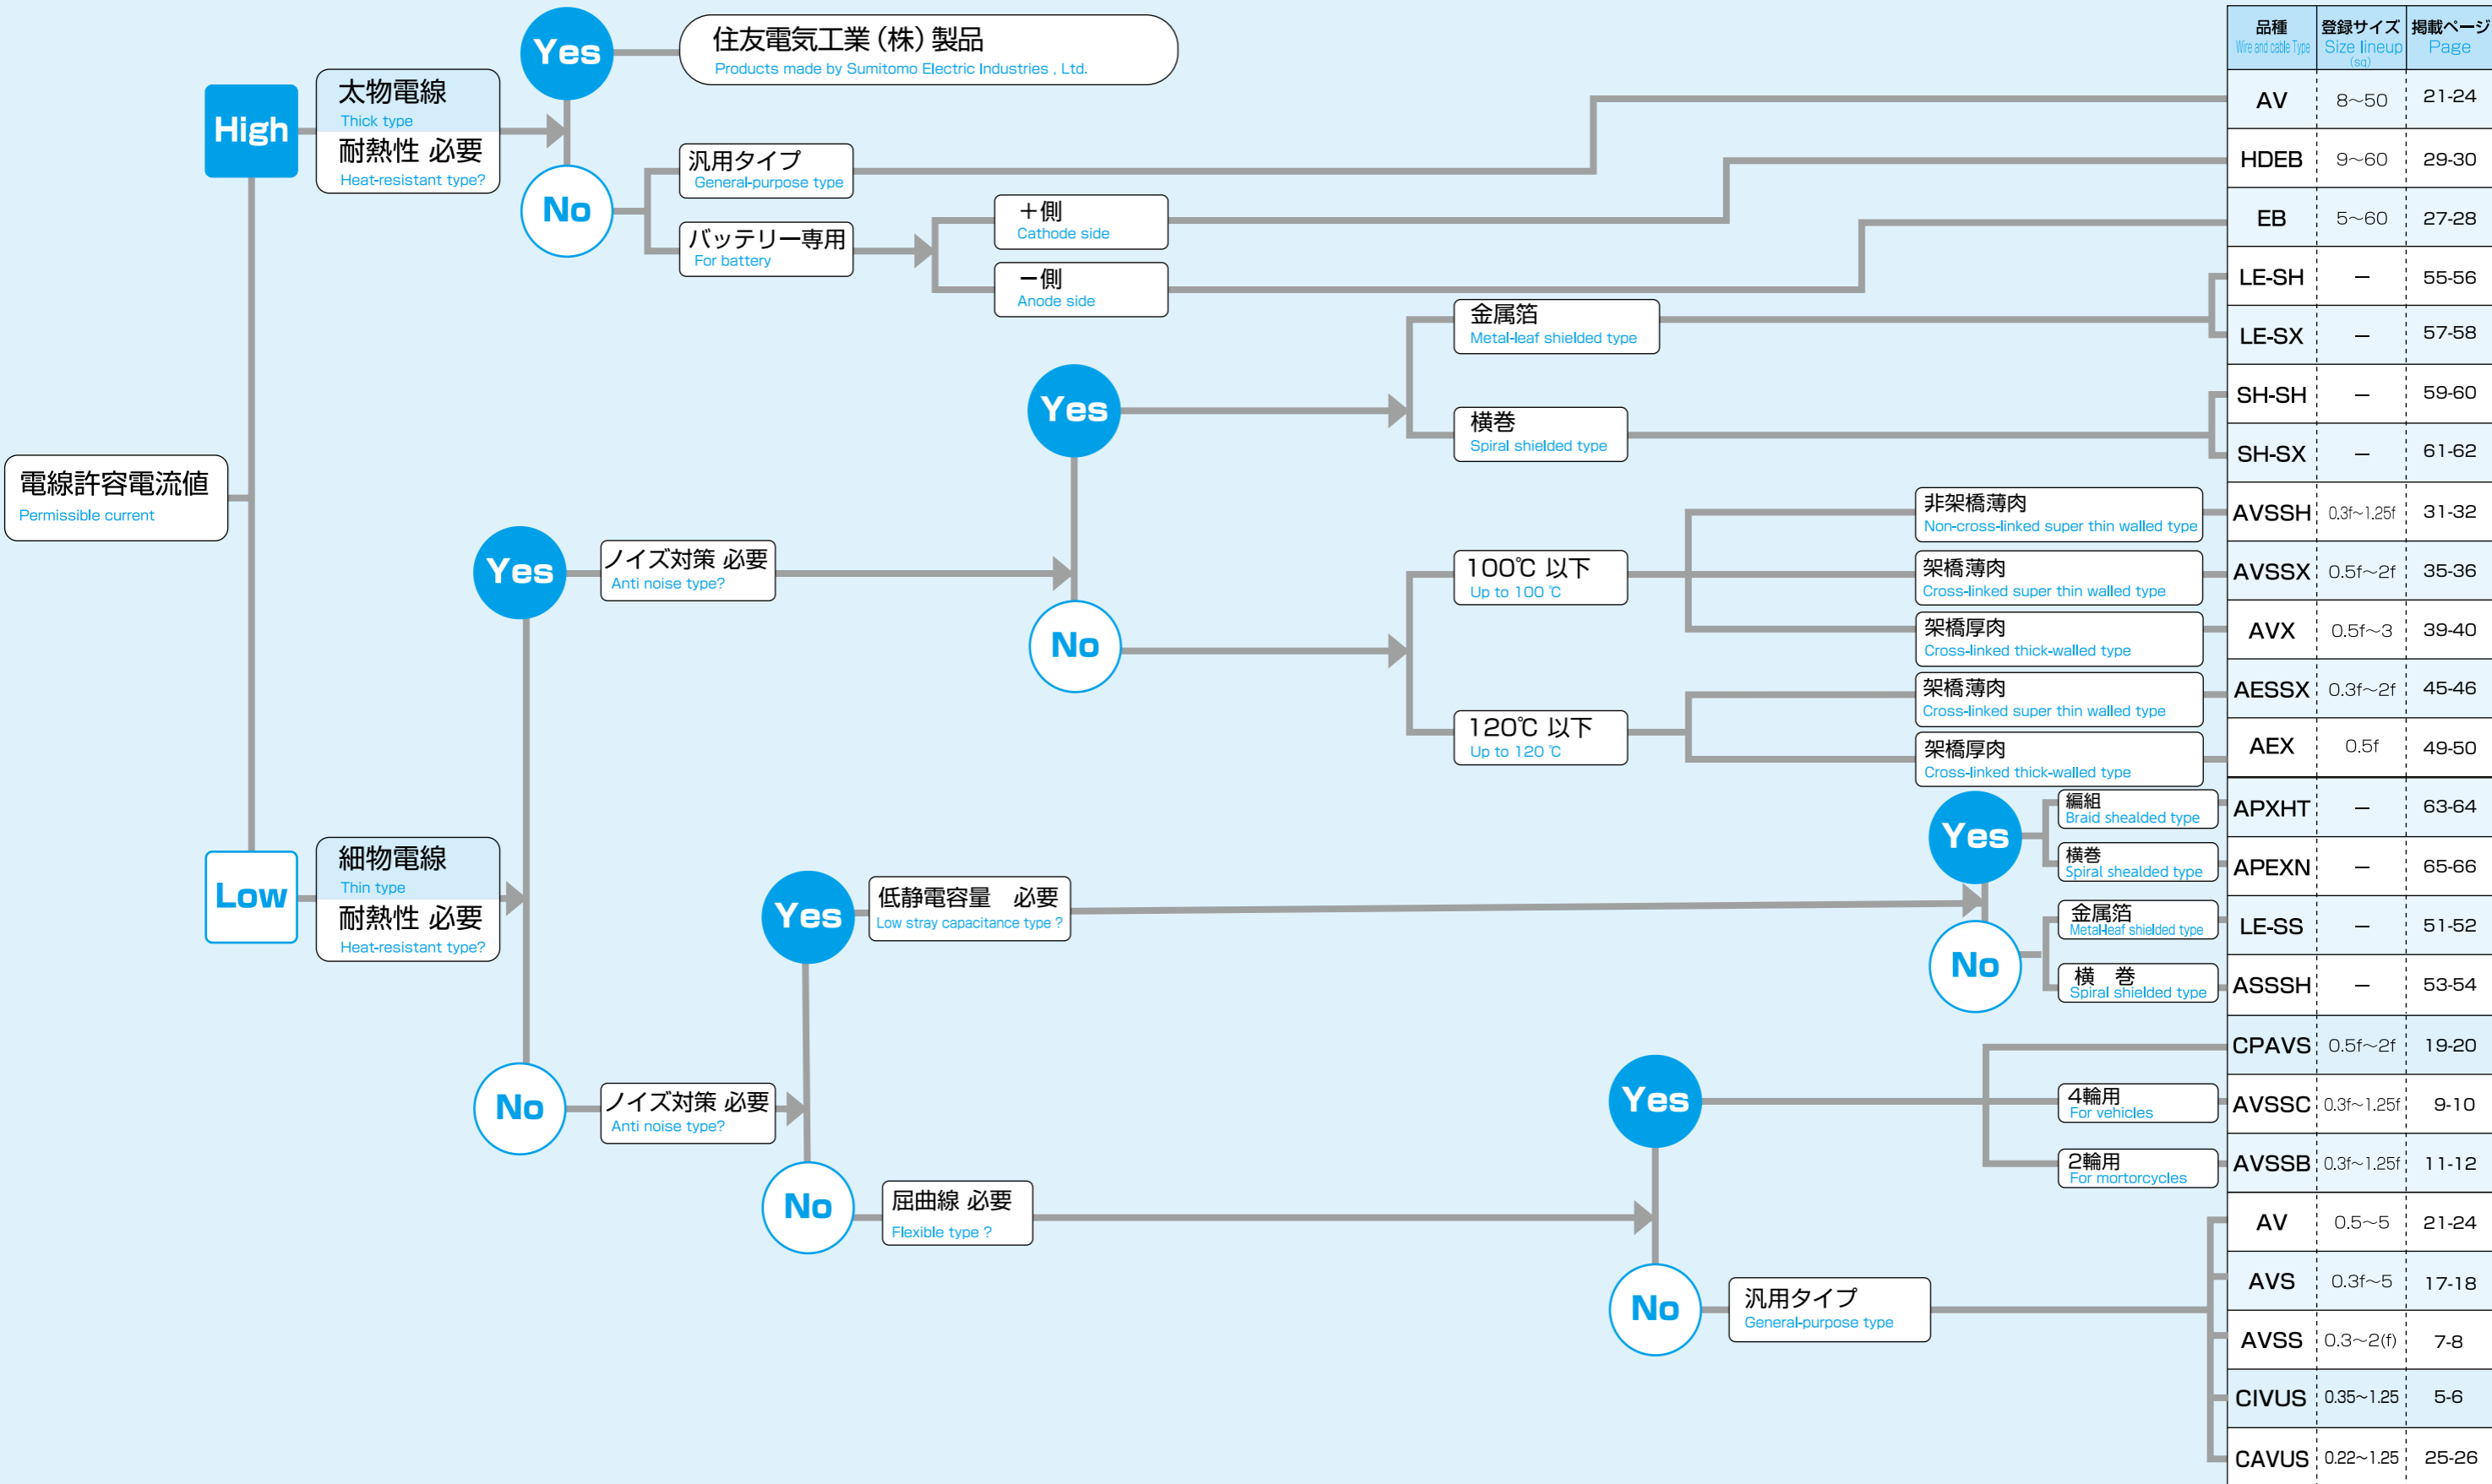 電線許容電流値
Permissible current
High
太物電線
Thick type
耐熱性 必要
Heat-resistant type?
Yes
住友電気工業(株)製品
Products made by Sumitomo Electric Industries , Ltd.
No
汎用タイプ
General-purpose type
バッテリー専用
For battery
＋側
Cathode side
－側
Anode side
Low
細物電線
Thin type
耐熱性 必要
Heat-resistant type?
Yes
ノイズ対策 必要
Anti noise type?
Yes
金属箔
Metal-leaf shielded type
横巻
Spiral shielded type
No
100℃ 以下
Up to 100 ℃
非架橋薄肉
Non-cross-linked super thin walled type
架橋薄肉
Cross-linked super thin walled type
架橋厚肉
Cross-linked thick-walled type
120℃ 以下
Up to 120 ℃
架橋薄肉
Cross-linked super thin walled type
架橋厚肉
Cross-linked thick-walled type
No
ノイズ対策 必要
Anti noise type?
Yes
低静電容量　必要
Low stray capacitance type ?
Yes
編組
Braid shealded type
横巻
Spiral shealded type
No
金属箔
Metal-leaf shielded type
横　巻
Spiral shielded type
No
屈曲線 必要
Flexible type ?
Yes
4輪用
For vehicles
2輪用
For mortorcycles
No
汎用タイプ
General-purpose type
品種 登録サイズ 掲載ページ
Wire and cable Type Size lineup Page
(sq)
AV 8～50 21-24
HDEB 9～60 29-30
EB 5～60 27-28
LE-SH － 55-56
LE-SX － 57-58
SH-SH － 59-60
SH-SX － 61-62
AVSSH 0.3f～1.25f 31-32
AVSSX 0.5f～2f 35-36
AVX 0.5f～3 39-40
AESSX 0.3f～2f 45-46
AEX 0.5f 49-50
APXHT － 63-64
APEXN － 65-66
LE-SS － 51-52
ASSSH － 53-54
CPAVS 0.5f～2f 19-20
AVSSC 0.3f～1.25f 9-10
AVSSB 0.3f～1.25f 11-12
AV 0.5～5 21-24
AVS 0.3f～5 17-18
AVSS 0.3～2(f) 7-8
CIVUS 0.35～1.25 5-6
CAVUS 0.22～1.25 25-26